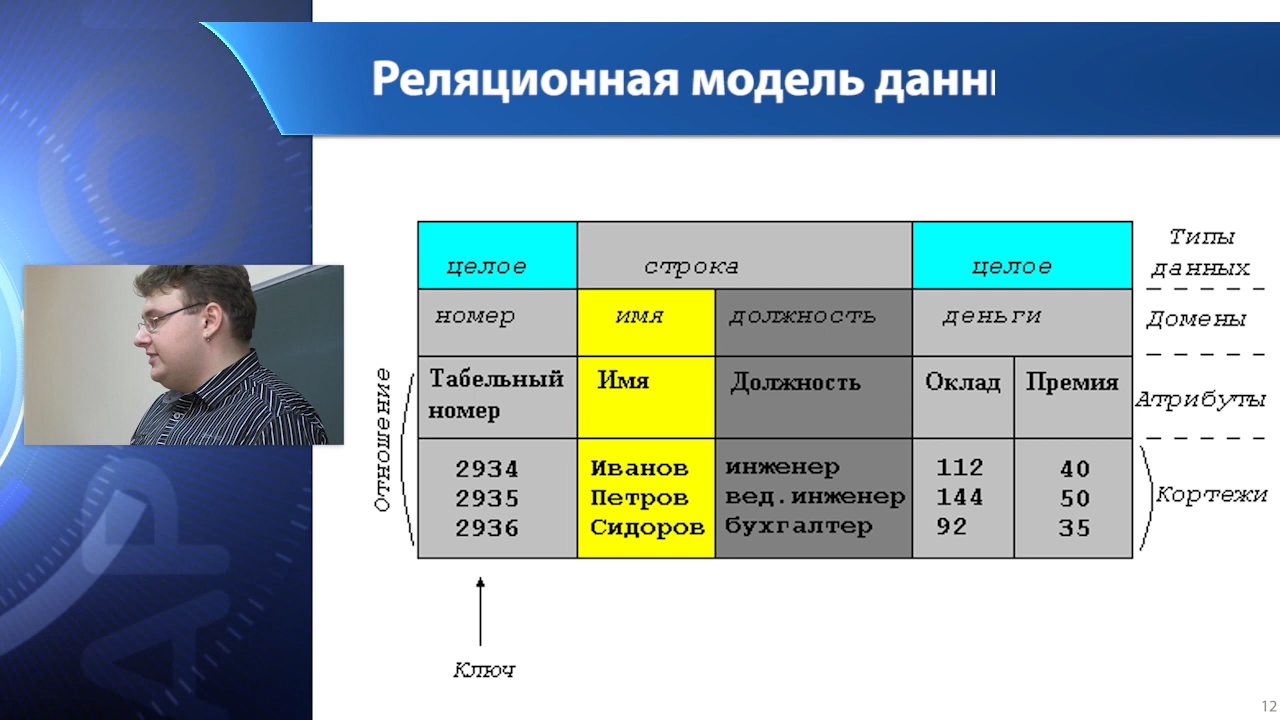 Реляционная модель данн
целое строка целое Типы данных
номер имя должность деньги Домены
Табельный номер Имя Должность Оклад Премия Атрибуты
Отношение
2934 Иванов инженер 112 40
2935 Петров вед.инженер 144 50
2936 Сидоров бухгалтер 92 35
Кортежи
Ключ
12